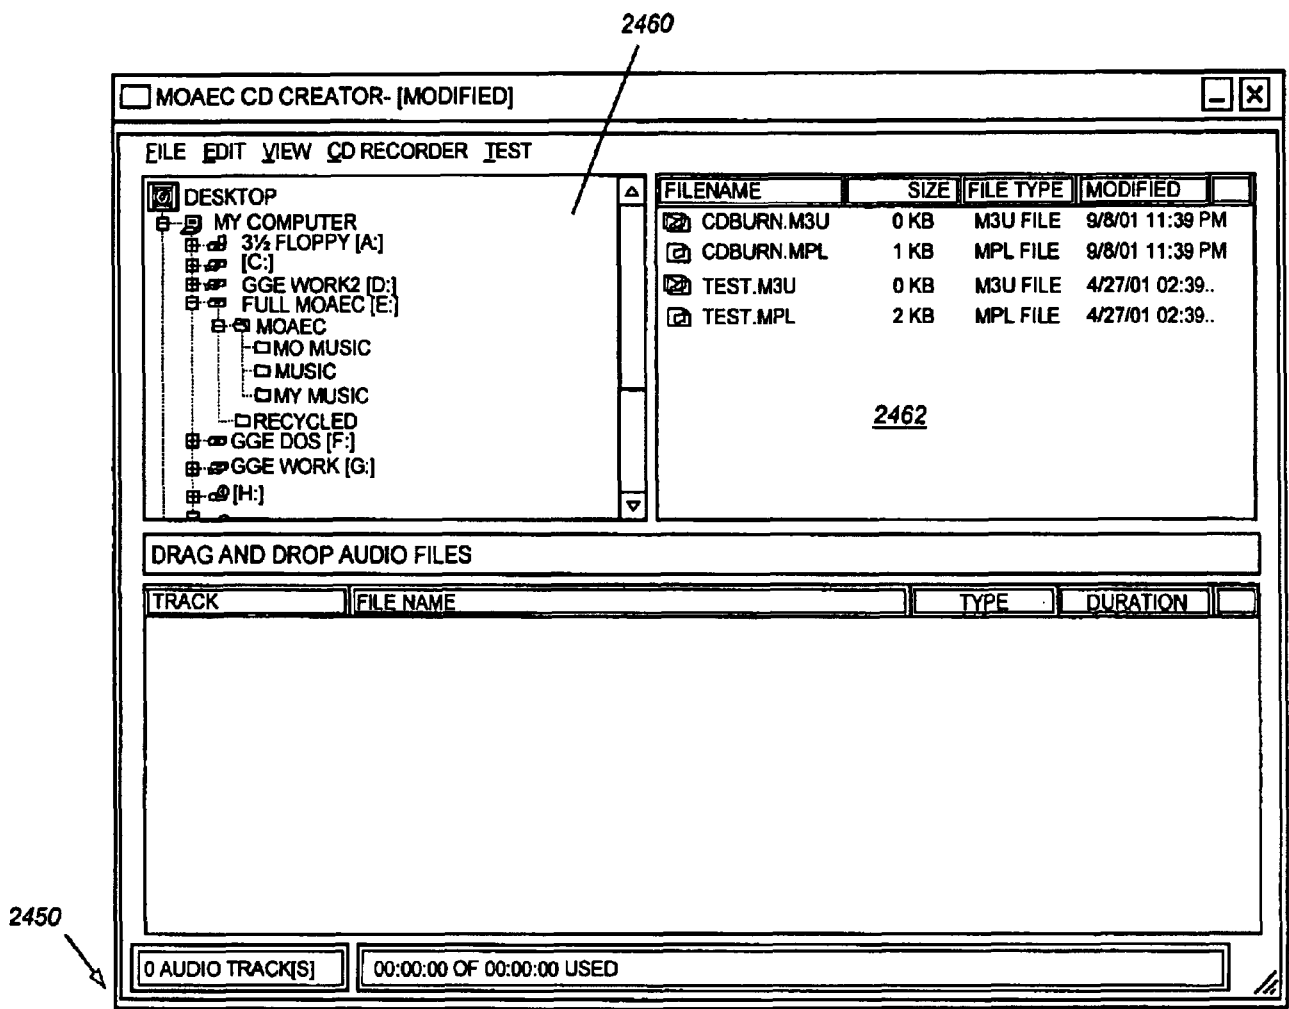 2460
MOAEC CD CREATOR- [MODIFIED]
FILE EDIT VIEW CD RECORDER TEST
DESKTOP
MY COMPUTER
3½ FLOPPY [A:]
[C:]
GGE WORK2 [D:]
FULL MOAEC [E:]
MOAEC
MO MUSIC
MUSIC
MY MUSIC
RECYCLED
GGE DOS [F:]
GGE WORK [G:]
[H:]
FILENAME SIZE FILE TYPE MODIFIED
CDBURN.M3U 0 KB M3U FILE 9/8/01 11:39 PM
CDBURN.MPL 1 KB MPL FILE 9/8/01 11:39 PM
TEST.M3U 0 KB M3U FILE 4/27/01 02:39..
TEST.MPL 2 KB MPL FILE 4/27/01 02:39..
2462
DRAG AND DROP AUDIO FILES
TRACK FILE NAME TYPE DURATION
2450
0 AUDIO TRACK[S] 00:00:00 OF 00:00:00 USED